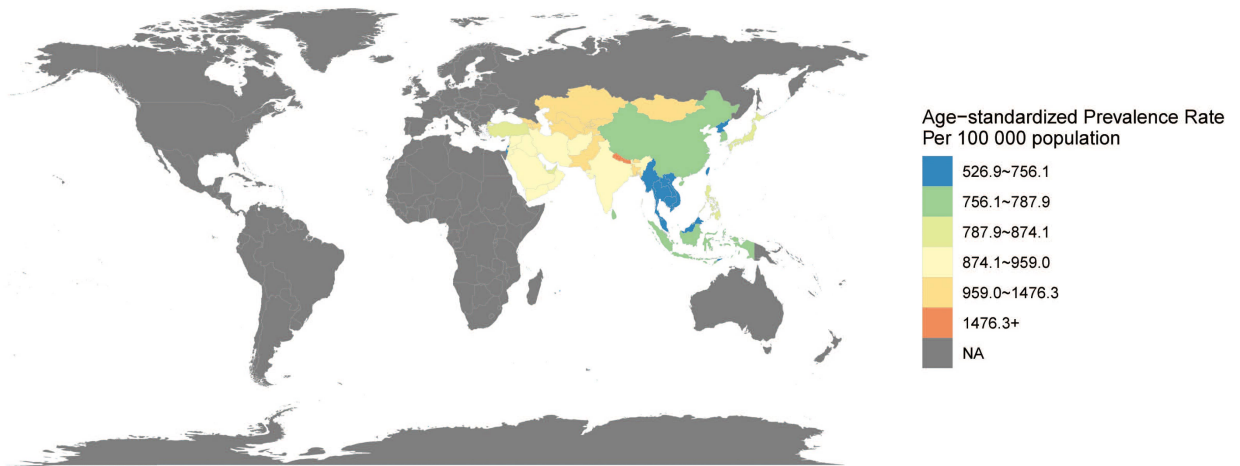 Age−standardized Prevalence Rate
Per 100 000 population
526.9~756.1
756.1~787.9
787.9~874.1
874.1~959.0
959.0~1476.3
1476.3+
NA